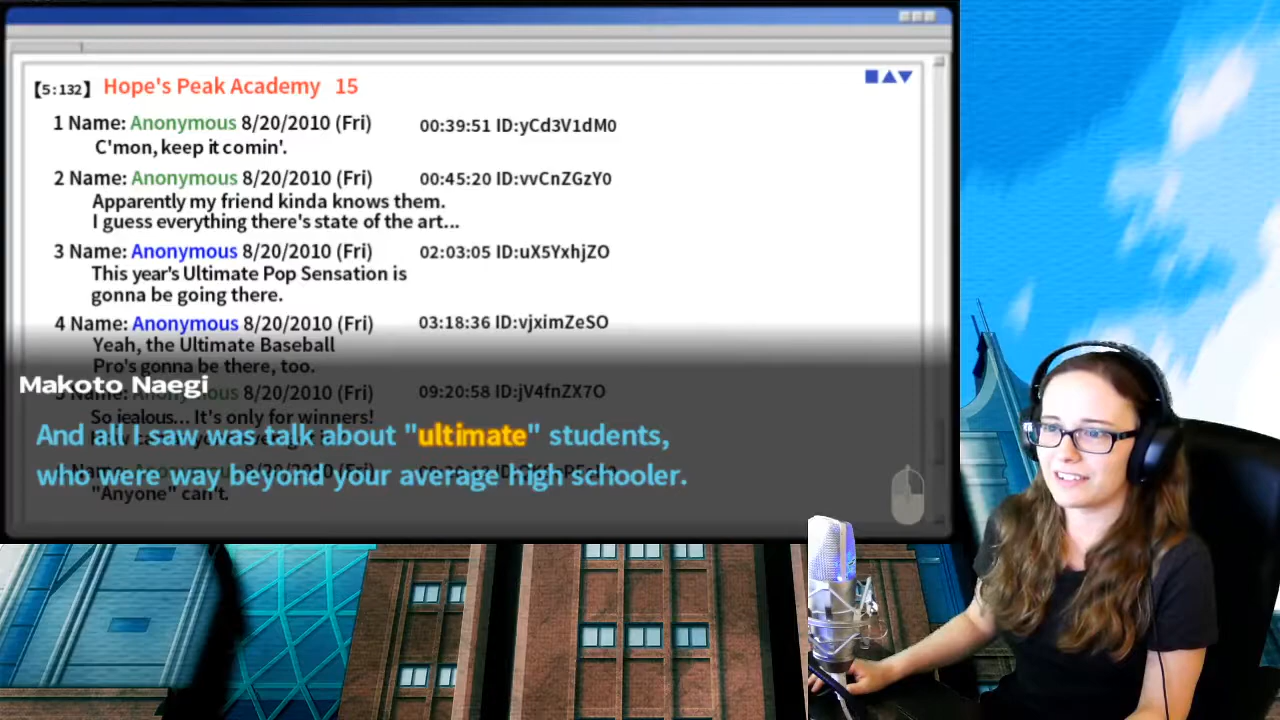 【5:132】 Hope's Peak Academy 15
1 Name: Anonymous 8/20/2010 (Fri) 00:39:51 ID:yCd3V1dM0
C'mon, keep it comin'.
2 Name: Anonymous 8/20/2010 (Fri) 00:45:20 ID:vvCnZGzY0
Apparently my friend kinda knows them.
I guess everything there's state of the art...
3 Name: Anonymous 8/20/2010 (Fri) 02:03:05 ID:uX5YxhjZO
This year's Ultimate Pop Sensation is
gonna be going there.
4 Name: Anonymous 8/20/2010 (Fri) 03:18:36 ID:vjximZeSO
Yeah, the Ultimate Baseball
Pro's gonna be there, too.
Name: Anonymous 8/20/2010 (Fri) 09:20:58 ID:jV4fnZX7O
So jealous... It's only for winners!
"Anyone" can't.
Makoto Naegi
And all I saw was talk about "ultimate" students,
who were way beyond your average high schooler.